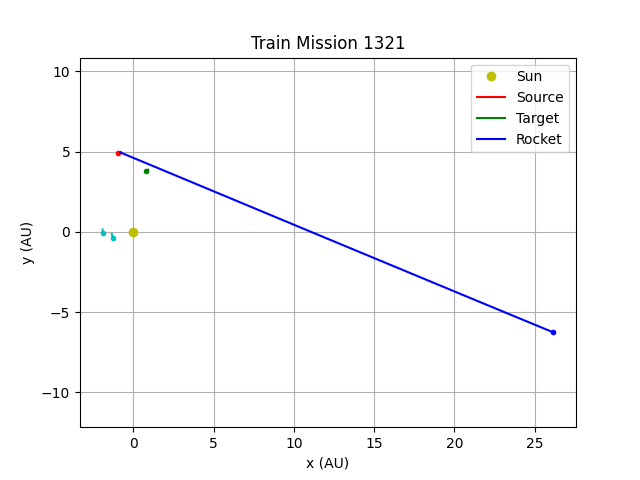 Train Mission 1321
Sun
Source
Target
Rocket
10
5
0
−5
−10
y (AU)
0
5
10
15
20
25
x (AU)